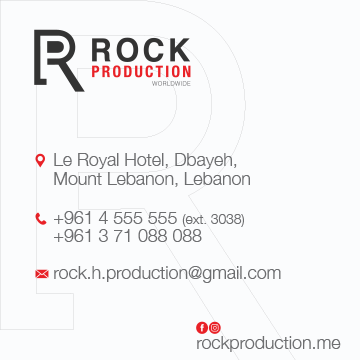 ROCK
PRODUCTION
WORLDWIDE
Le Royal Hotel, Dbayeh,
Mount Lebanon, Lebanon
+961 4 555 555 (ext. 3038)
+961 3 71 088 088
rock.h.production@gmail.com
rockproduction.me